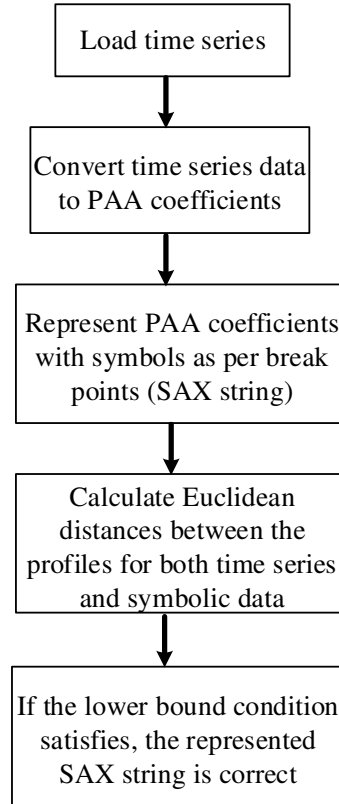 Load time series
Convert time series data
to PAA coefficients
Represent PAA coefficients
with symbols as per break
points (SAX string)
Calculate Euclidean
distances between the
profiles for both time series
and symbolic data
If the lower bound condition
satisfies, the represented
SAX string is correct